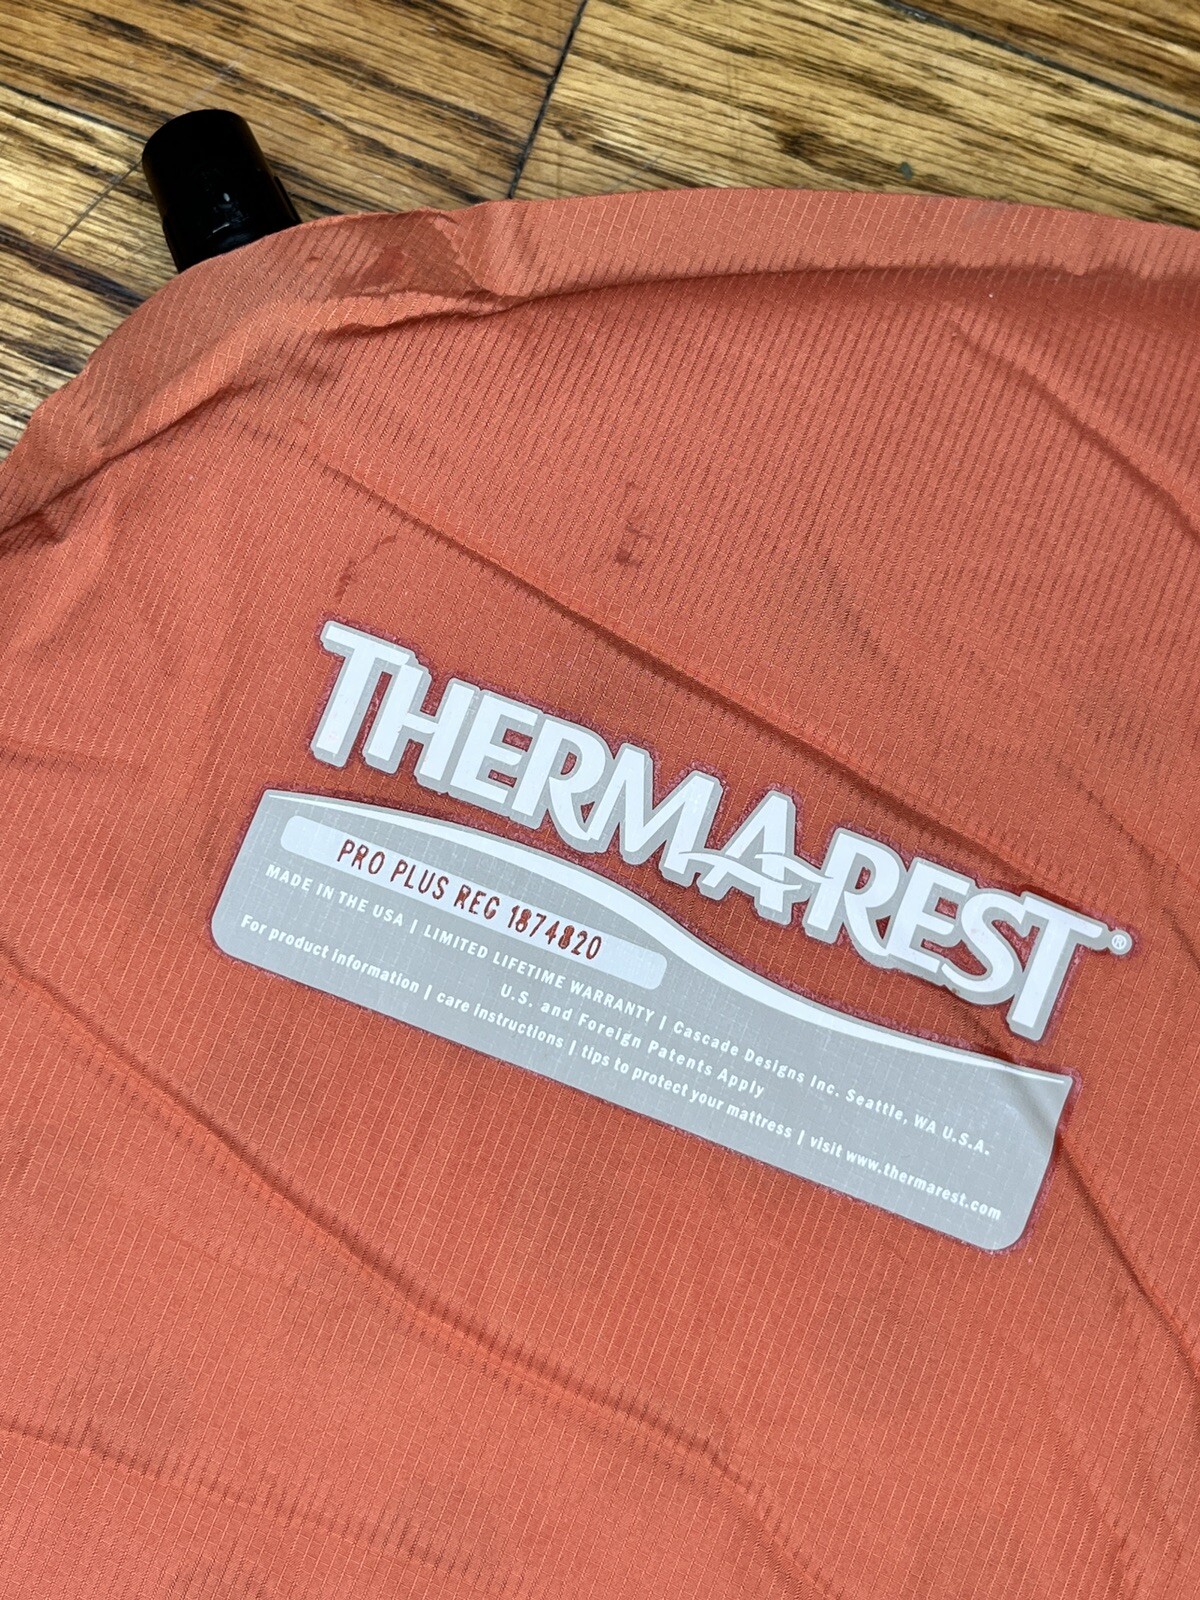 THERMAREST®
PRO PLUS REG 1874820
MADE IN THE USA | LIMITED LIFETIME WARRANTY | Cascade Designs Inc. Seattle, WA U.S.A.
U.S. and Foreign Patents Apply
For product information | care instructions | tips to protect your mattress | visit www.thermarest.com